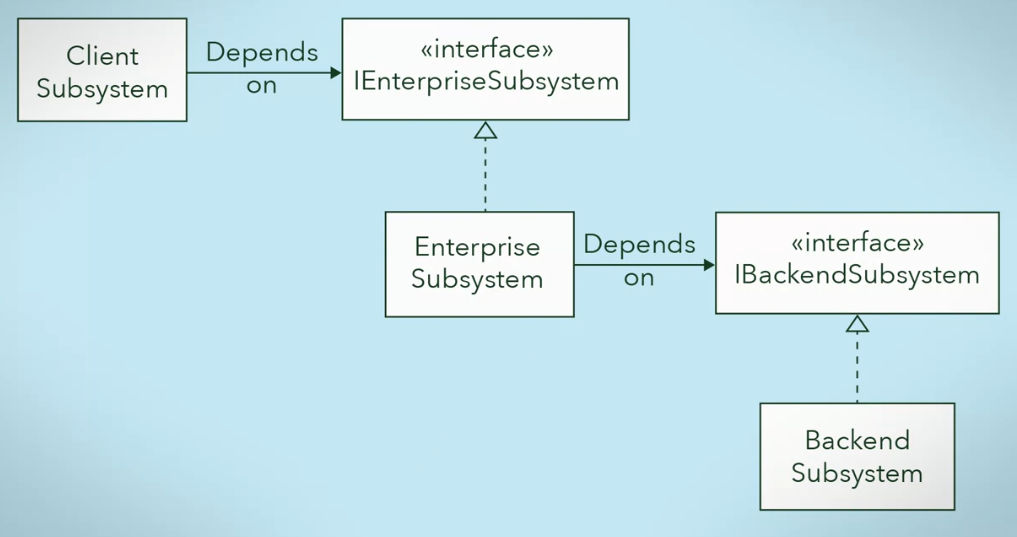 Client
Subsystem
Depends
on
«interface»
IEnterpriseSubsystem
Enterprise
Subsystem
Depends
on
«interface»
IBackendSubsystem
Backend
Subsystem